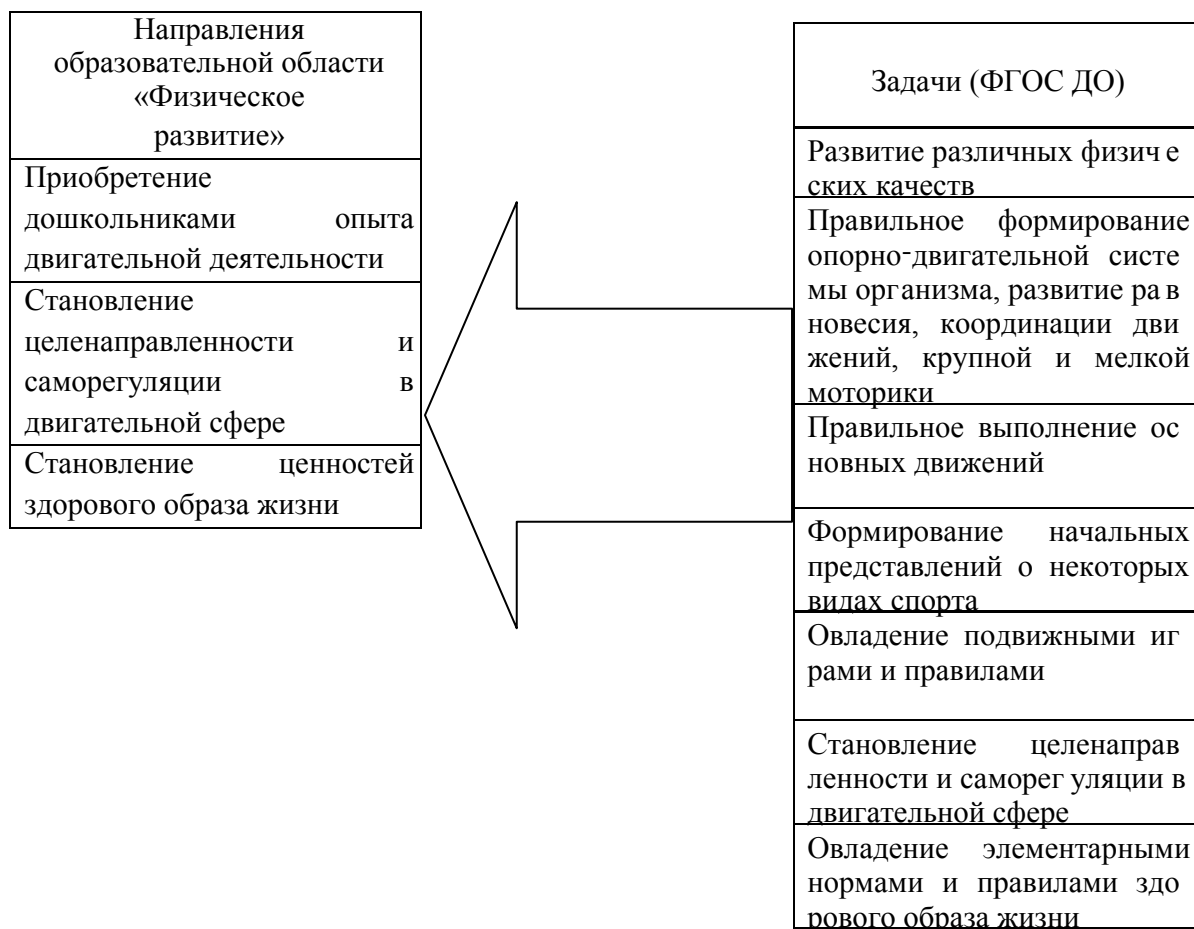 Направления
образовательной области
«Физическое
развитие»
Приобретение
дошкольниками опыта
двигательной деятельности
Становление
целенаправленности и
саморегуляции в
двигательной сфере
Становление ценностей
здорового образа жизни
Задачи (ФГОС ДО)
Развитие различных физич е
ских качеств
Правильное формирование
опорно-двигательной систе
мы организма, развитие ра в
новесия, координации дви
жений, крупной и мелкой
моторики
Правильное выполнение ос
новных движений
Формирование начальных
представлений о некоторых
видах спорта
Овладение подвижными иг
рами и правилами
Становление целенаправ
ленности и саморег уляции в
двигательной сфере
Овладение элементарными
нормами и правилами здо
рового образа жизни